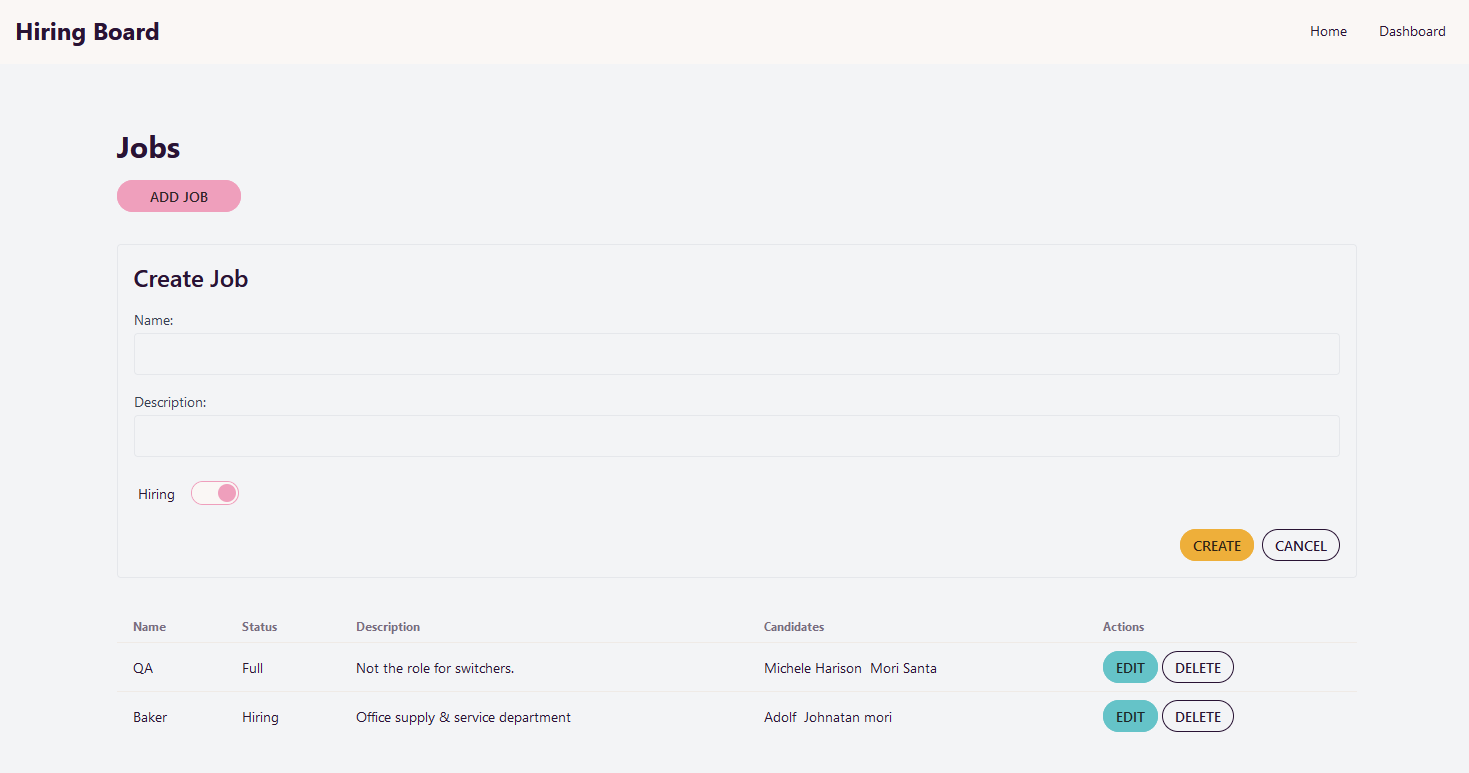 Hiring Board Home Dashboard
Jobs
ADD JOB
Create Job
Name:
Description:
Hiring
CREATE CANCEL
Name Status Description Candidates Actions
QA Full Not the role for switchers. Michele Harison Mori Santa EDIT DELETE
Baker Hiring Office supply & service department Adolf Johnatan mori EDIT DELETE